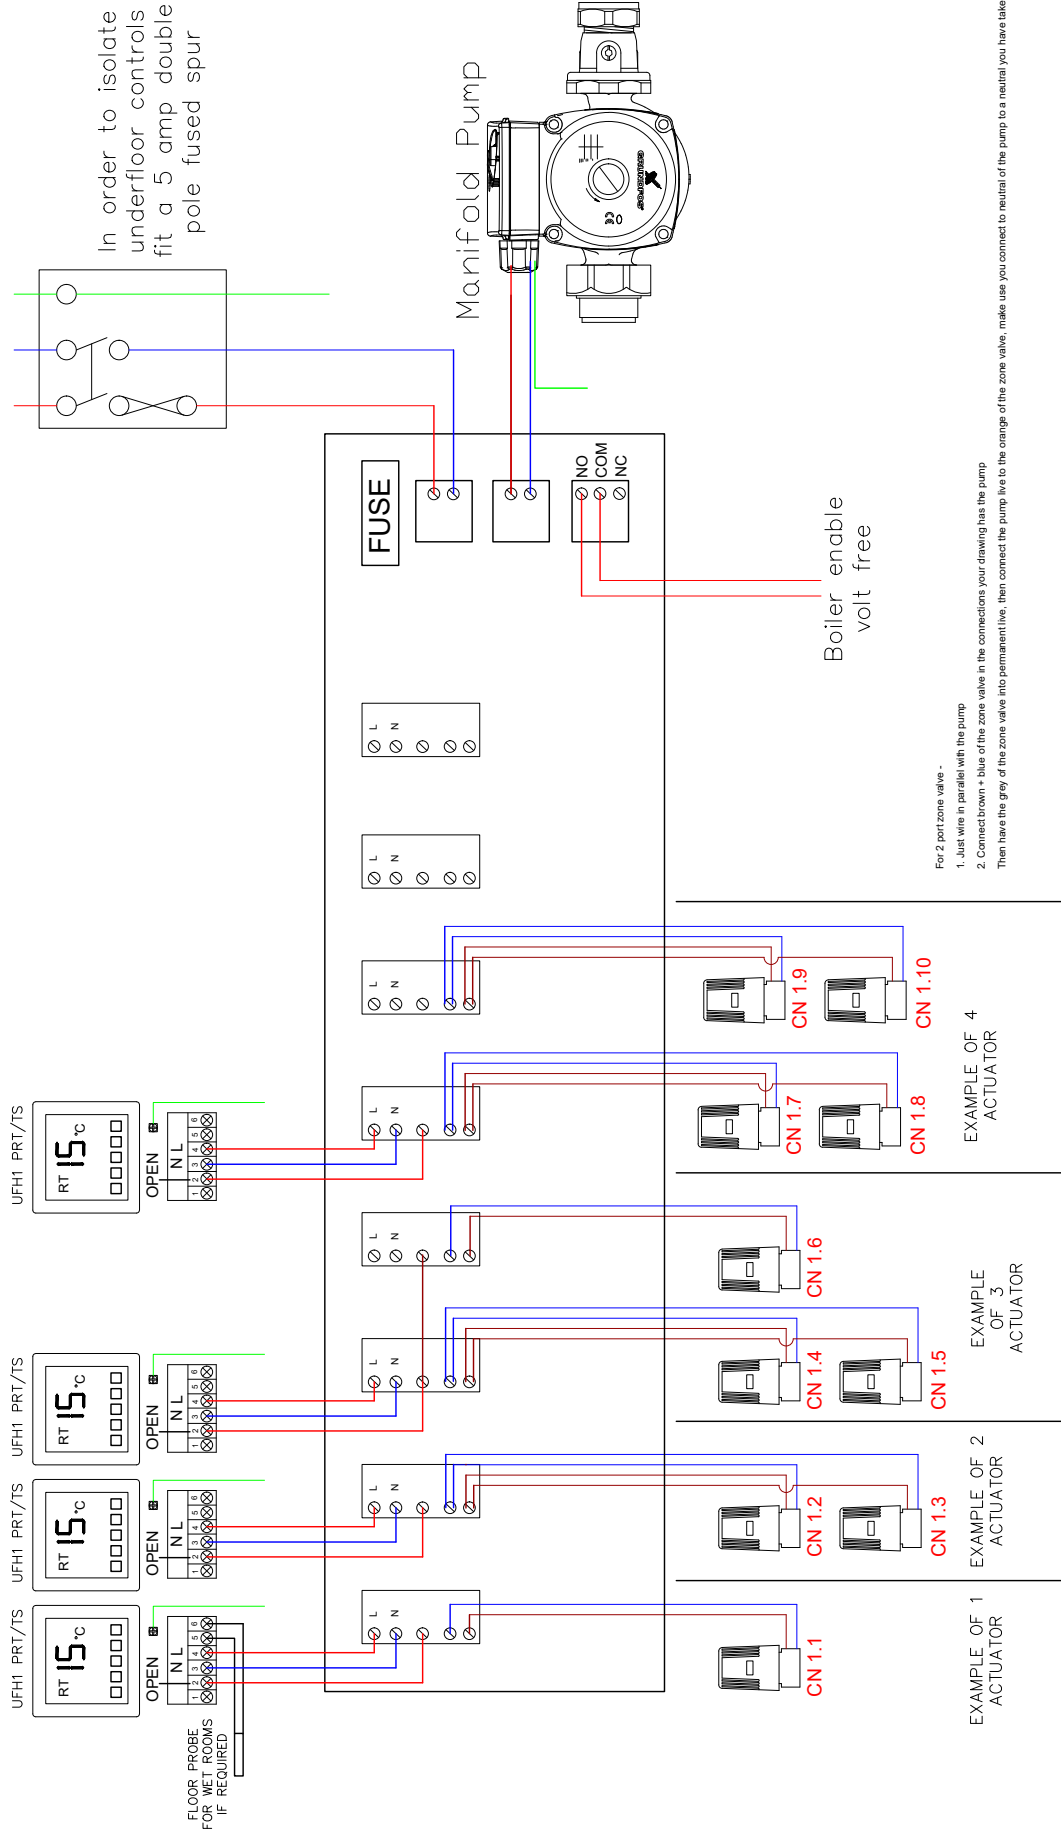 UFH1 PRT/TS
UFH1 PRT/TS
UFH1 PRT/TS
UFH1 PRT/TS
RT 15°C
RT 15°C
RT 15°C
RT 15°C
In order to isolate
underfloor controls
fit a 5 amp double
pole fused spur
OPEN
N L
1 2 3 4 5 6
OPEN
N L
1 2 3 4 5 6
OPEN
N L
1 2 3 4 5 6
OPEN
N L
1 2 3 4 5 6
FLOOR PROBE
FOR WET ROOMS
IF REQUIRED
L
N
L
N
L
N
L
N
L
N
L
N
L
N
L
N
FUSE
Manifold Pump
GRUNDFOS
CE
NO
COM
NC
Boiler enable
volt free
CN 1.1
CN 1.2
CN 1.3
CN 1.4
CN 1.5
CN 1.6
CN 1.7
CN 1.8
CN 1.9
CN 1.10
EXAMPLE OF 1
ACTUATOR
EXAMPLE OF 2
ACTUATOR
EXAMPLE
OF 3
ACTUATOR
EXAMPLE OF 4
ACTUATOR
For 2 port zone valve -
1. Just wire in parallel with the pump
2. Connect brown + blue of the zone valve in the connections your drawing has the pump
Then have the grey of the zone valve into permanent live, then connect the pump live to the orange of the zone valve, make use you connect to neutral of the pump to a neutral you have take